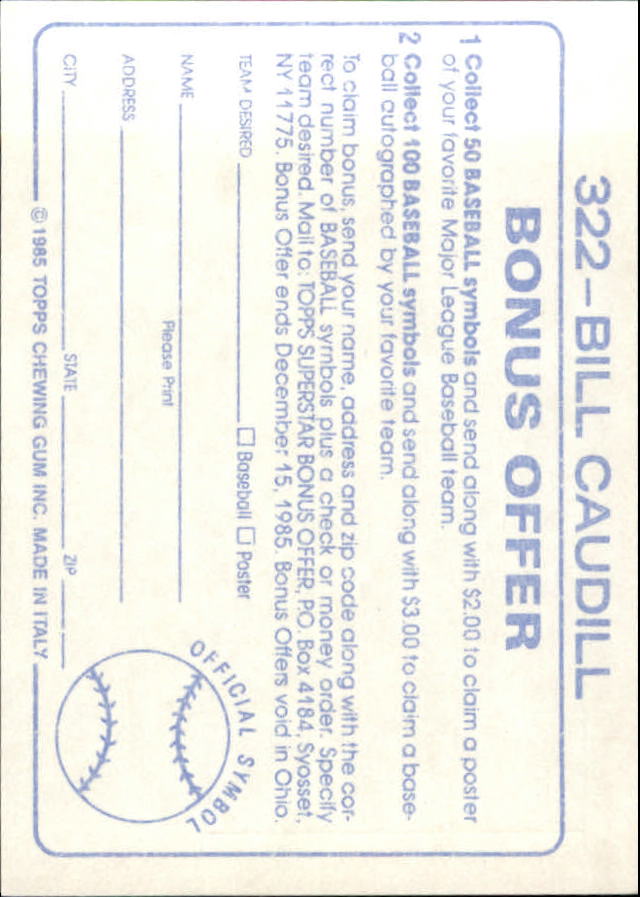 322–BILL CAUDILL
BONUS OFFER
1 Collect 50 BASEBALL symbols and send along with $2.00 to claim a poster
of your favorite Major League Baseball team.
2 Collect 100 BASEBALL symbols and send along with $3.00 to claim a base-
ball autographed by your favorite team.
To claim bonus, send your name, address and zip code along with the cor-
rect number of BASEBALL symbols plus a check or money order. Specify
team desired. Mail to: TOPPS SUPERSTAR BONUS OFFER, P.O. Box 4184, Syosset,
NY 11775. Bonus Offer ends December 15, 1985. Bonus Offers void in Ohio.
TEAM DESIRED ☐ Baseball ☐ Poster
NAME
Please Print
ADDRESS
CITY STATE ZIP
OFFICIAL SYMBOL
© 1985 TOPPS CHEWING GUM INC. MADE IN ITALY